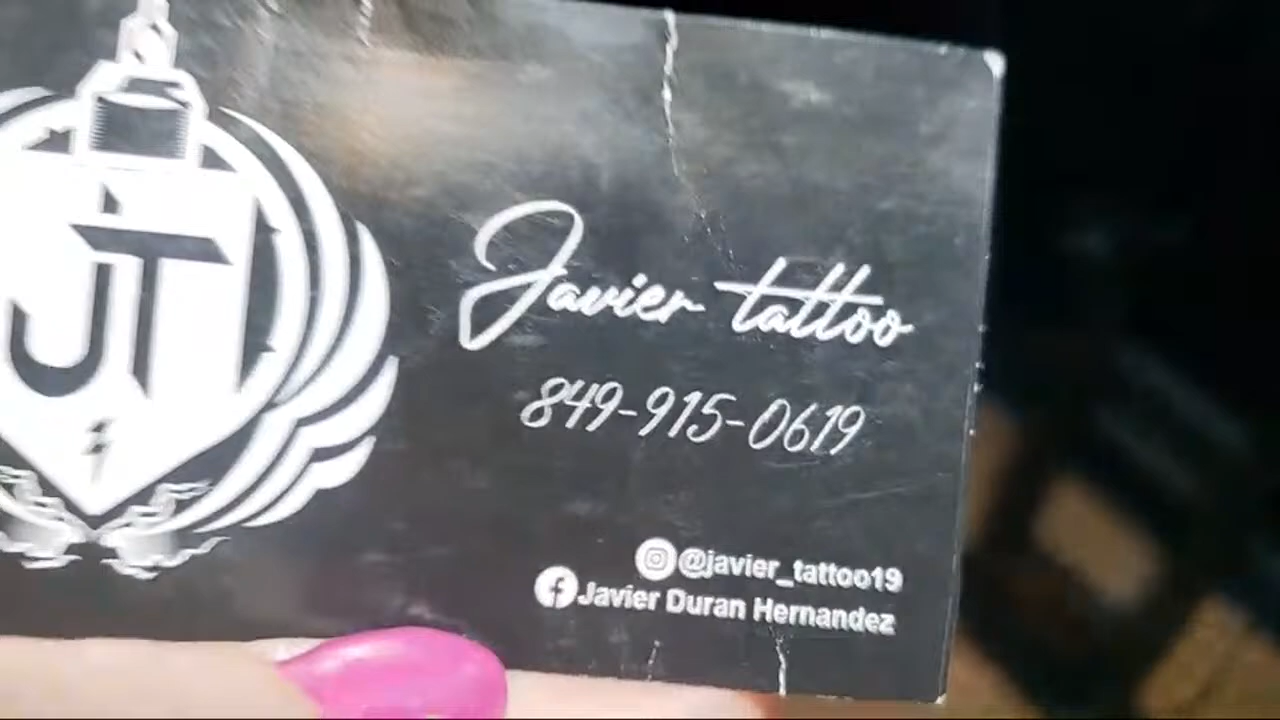 JT
Javier tattoo
849-915-0619
@javier_tattoo19
Javier Duran Hernandez